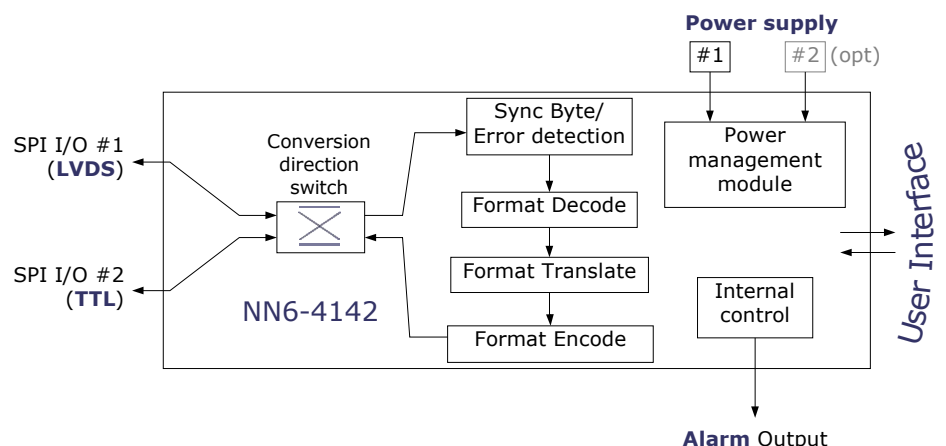 Power supply
#1
#2 (opt)
SPI I/O #1
(LVDS)
Conversion
direction
switch
Sync Byte/
Error detection
Power
management
module
Format Decode
User Interface
SPI I/O #2
(TTL)
Format Translate
NN6-4142
Internal
control
Format Encode
Alarm Output